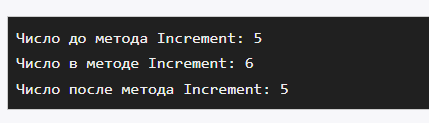 Число до метода Increment: 5
Число в методе Increment: 6
Число после метода Increment: 5